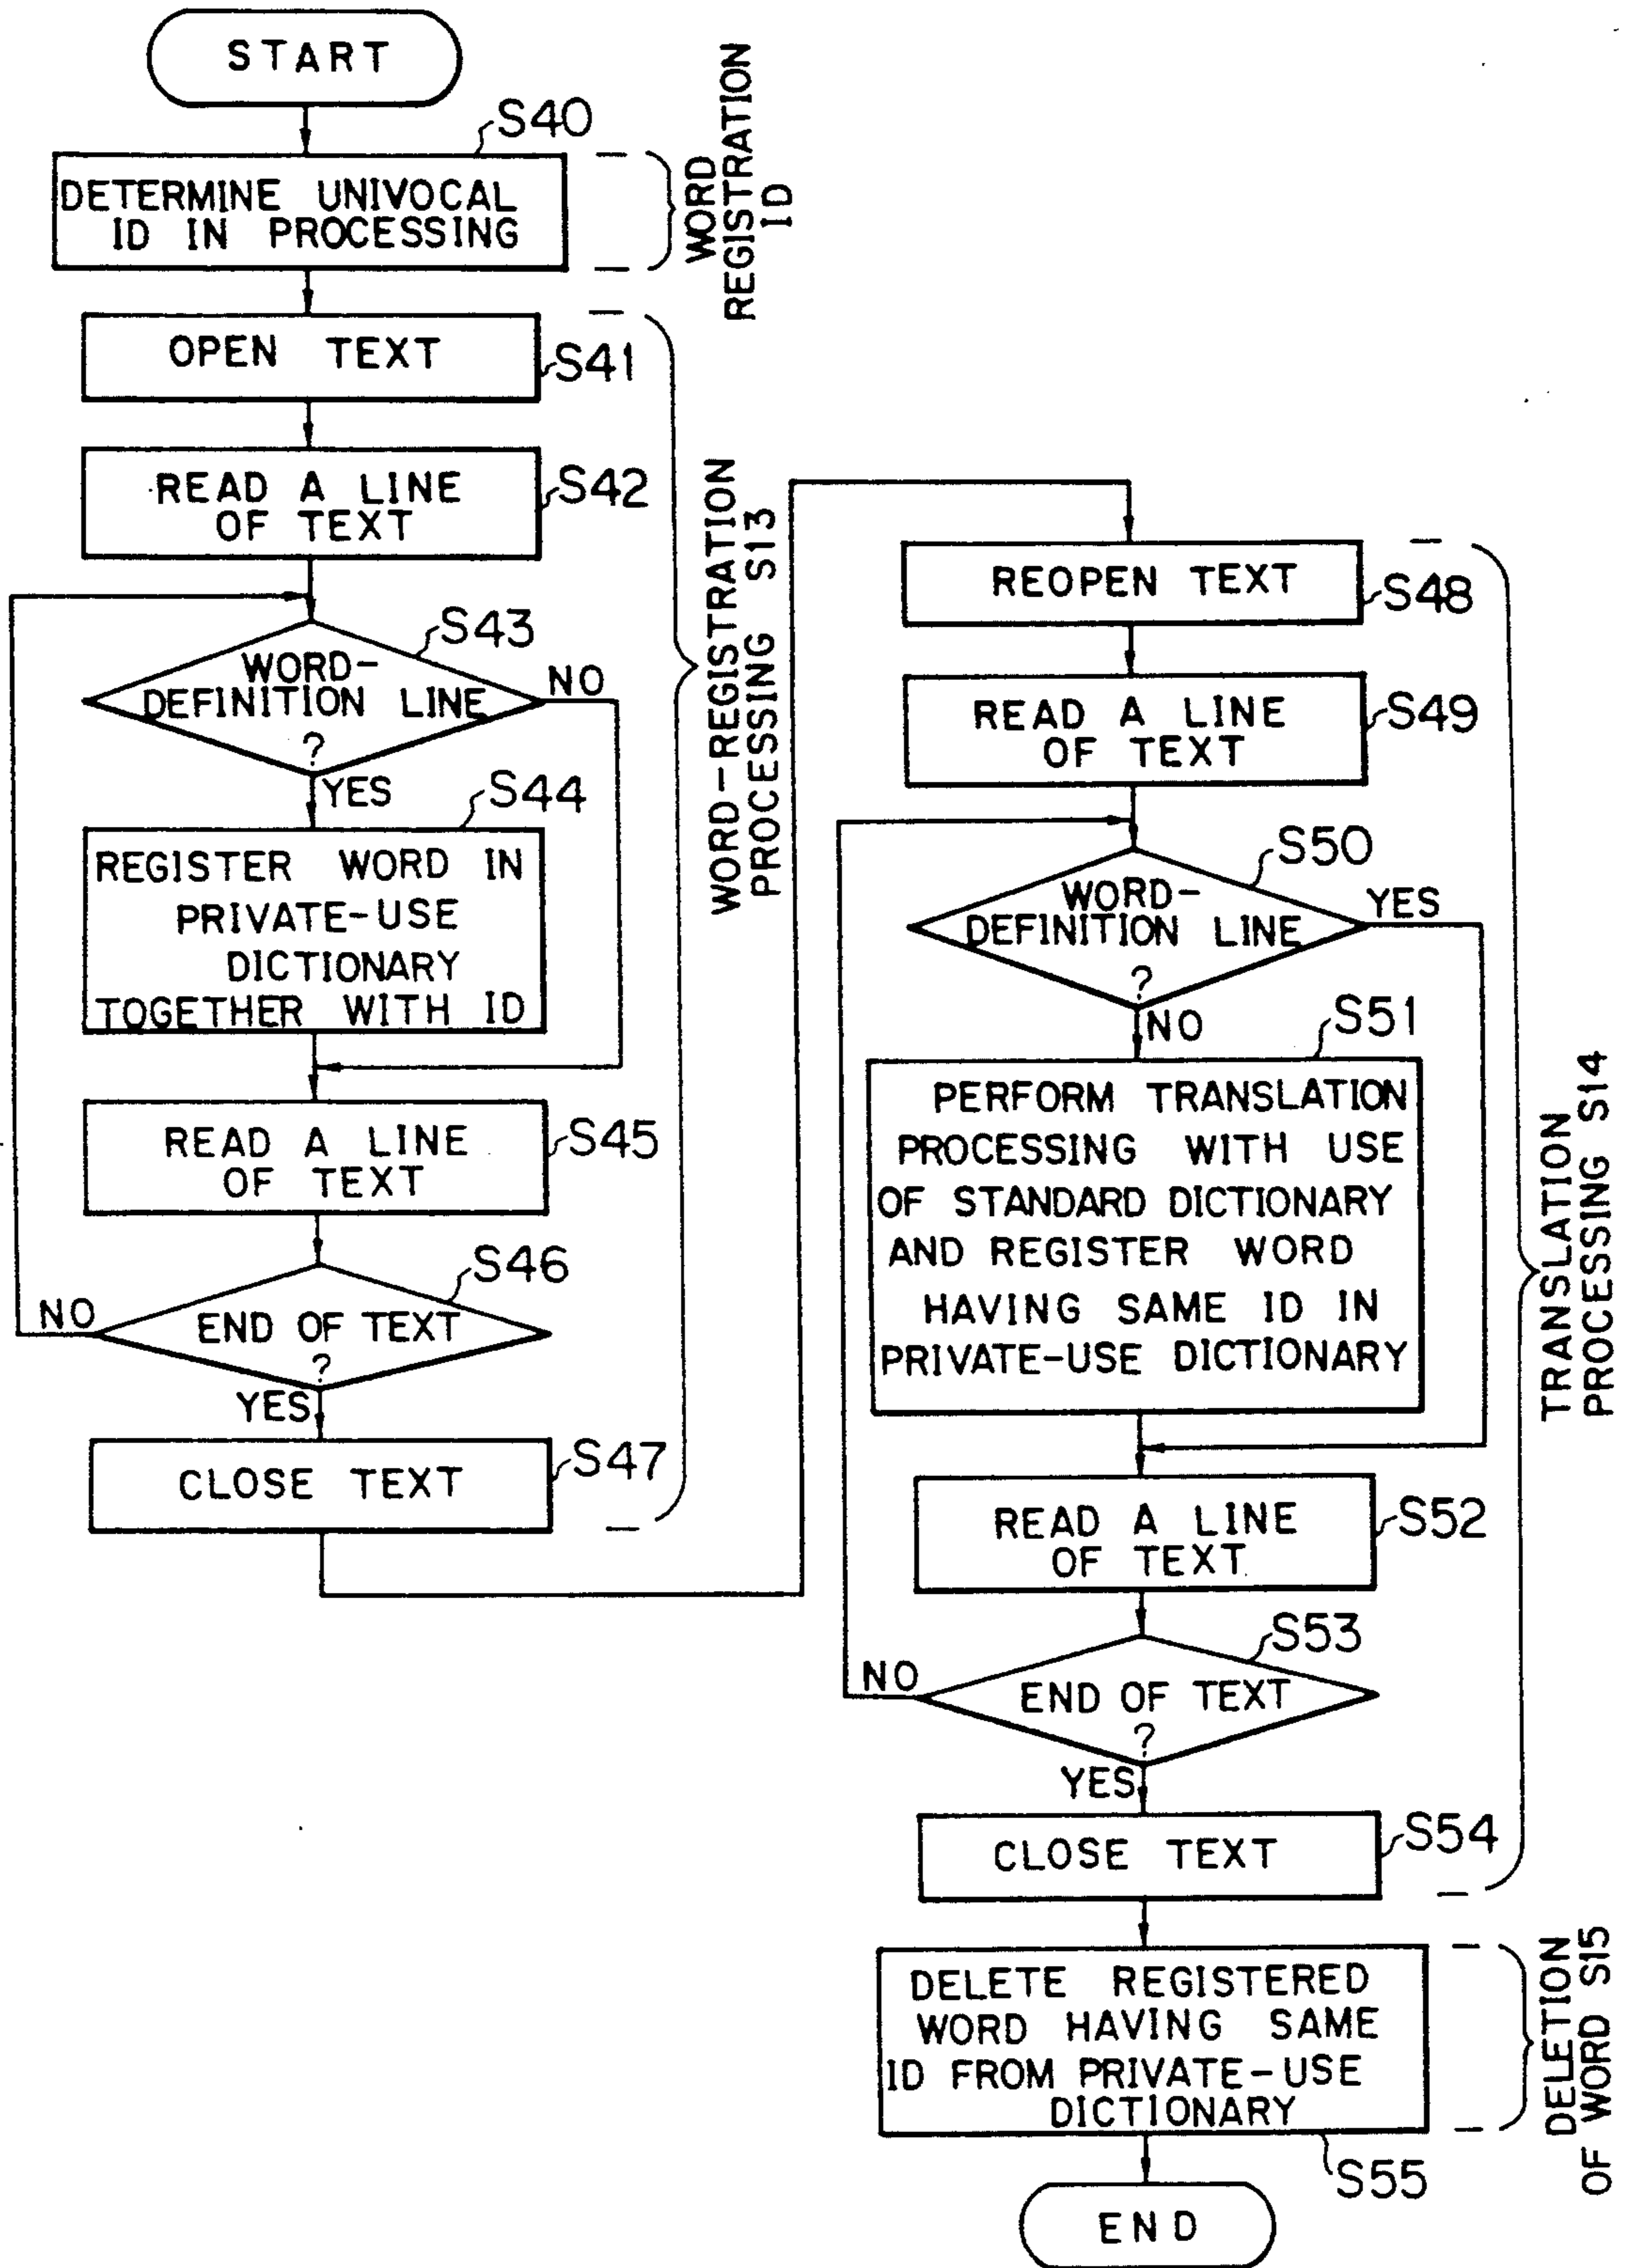 START
S40
DETERMINE UNIVOCAL
ID IN PROCESSING
WORD
REGISTRATION
ID
OPEN TEXT
S41
READ A LINE
OF TEXT
S42
S43
WORD-
DEFINITION LINE
?
NO
YES
S44
REGISTER WORD IN
PRIVATE-USE
DICTIONARY
TOGETHER WITH ID
READ A LINE
OF TEXT
S45
S46
END OF TEXT
?
NO
YES
CLOSE TEXT
S47
WORD-REGISTRATION
PROCESSING S13
REOPEN TEXT
S48
READ A LINE
OF TEXT
S49
S50
WORD-
DEFINITION LINE
?
YES
NO
S51
PERFORM TRANSLATION
PROCESSING WITH USE
OF STANDARD DICTIONARY
AND REGISTER WORD
HAVING SAME ID IN
PRIVATE-USE DICTIONARY
READ A LINE
OF TEXT
S52
S53
END OF TEXT
?
NO
YES
CLOSE TEXT
S54
TRANSLATION
PROCESSING S14
DELETE REGISTERED
WORD HAVING SAME
ID FROM PRIVATE-USE
DICTIONARY
S55
DELETION
OF WORD S15
END